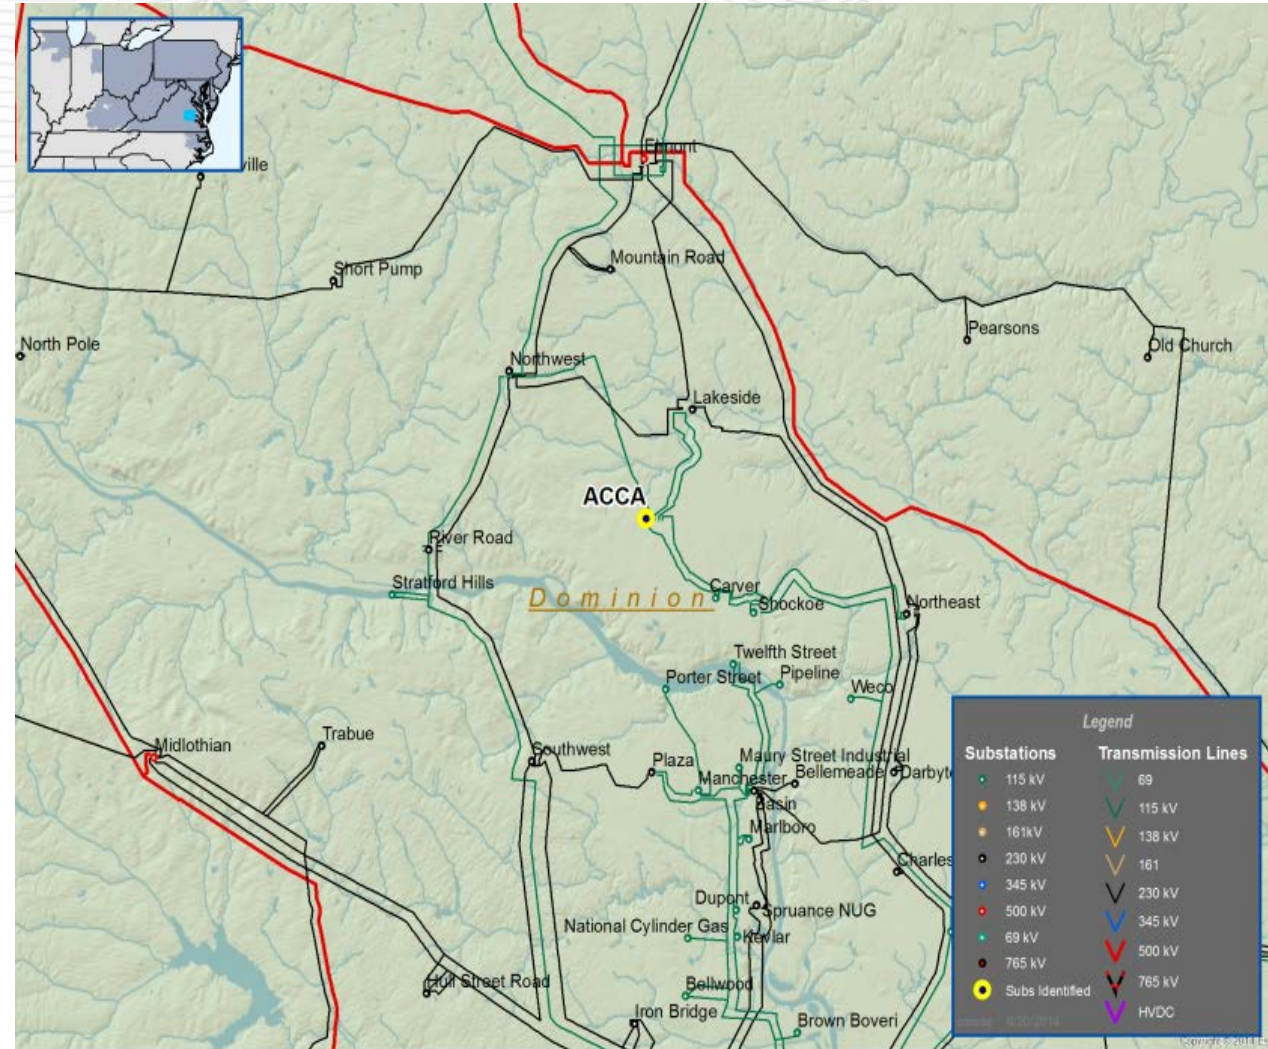 Elmont
ville
Mountain Road
Short Pump
Pearsons
North Pole
Old Church
Northwest
Lakeside
ACCA
River Road
Stratford Hills
Carver
Dominion
Shockoe
Northeast
Twelfth Street
Porter Street
Pipeline
Weco
Midlothian
Trabue
Southwest
Plaza
Maury Street Industrial
Manchester
Bellemeade
Darbyt
Basin
Marlboro
Charles
Dupont
Spruance NUG
National Cylinder Gas
Kevlar
Hull Street Road
Bellwood
Iron Bridge
Brown Boveri
Legend
Substations
115 kV
138 kV
161kV
230 kV
345 kV
500 kV
69 kV
765 kV
Subs Identified
Transmission Lines
69
115 kV
138 kV
161
230 kV
345 kV
500 kV
765 kV
HVDC
Copyright:© 2014 E